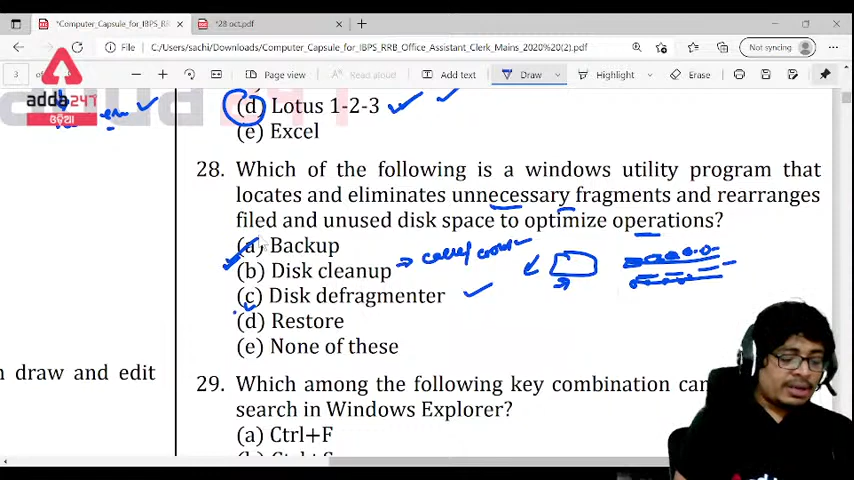 *Computer_Capsule_for_IBPS_RR
*28 oct.pdf
File
C:/Users/sachi/Downloads/Computer_Capsule_for_IBPS_RRB_Office_Assistant_Clerk_Mains_2020%20(2).pdf
Not syncing
3
Page view
Read aloud
Add text
Draw
Highlight
Erase
adda247
ଓଡ଼ିଆ
(d) Lotus 1-2-3
(e) Excel
28. Which of the following is a windows utility program that
locates and eliminates unnecessary fragments and rearranges
filed and unused disk space to optimize operations?
(a) Backup
(b) Disk cleanup
(c) Disk defragmenter
(d) Restore
(e) None of these
n draw and edit
29. Which among the following key combination can
search in Windows Explorer?
(a) Ctrl+F